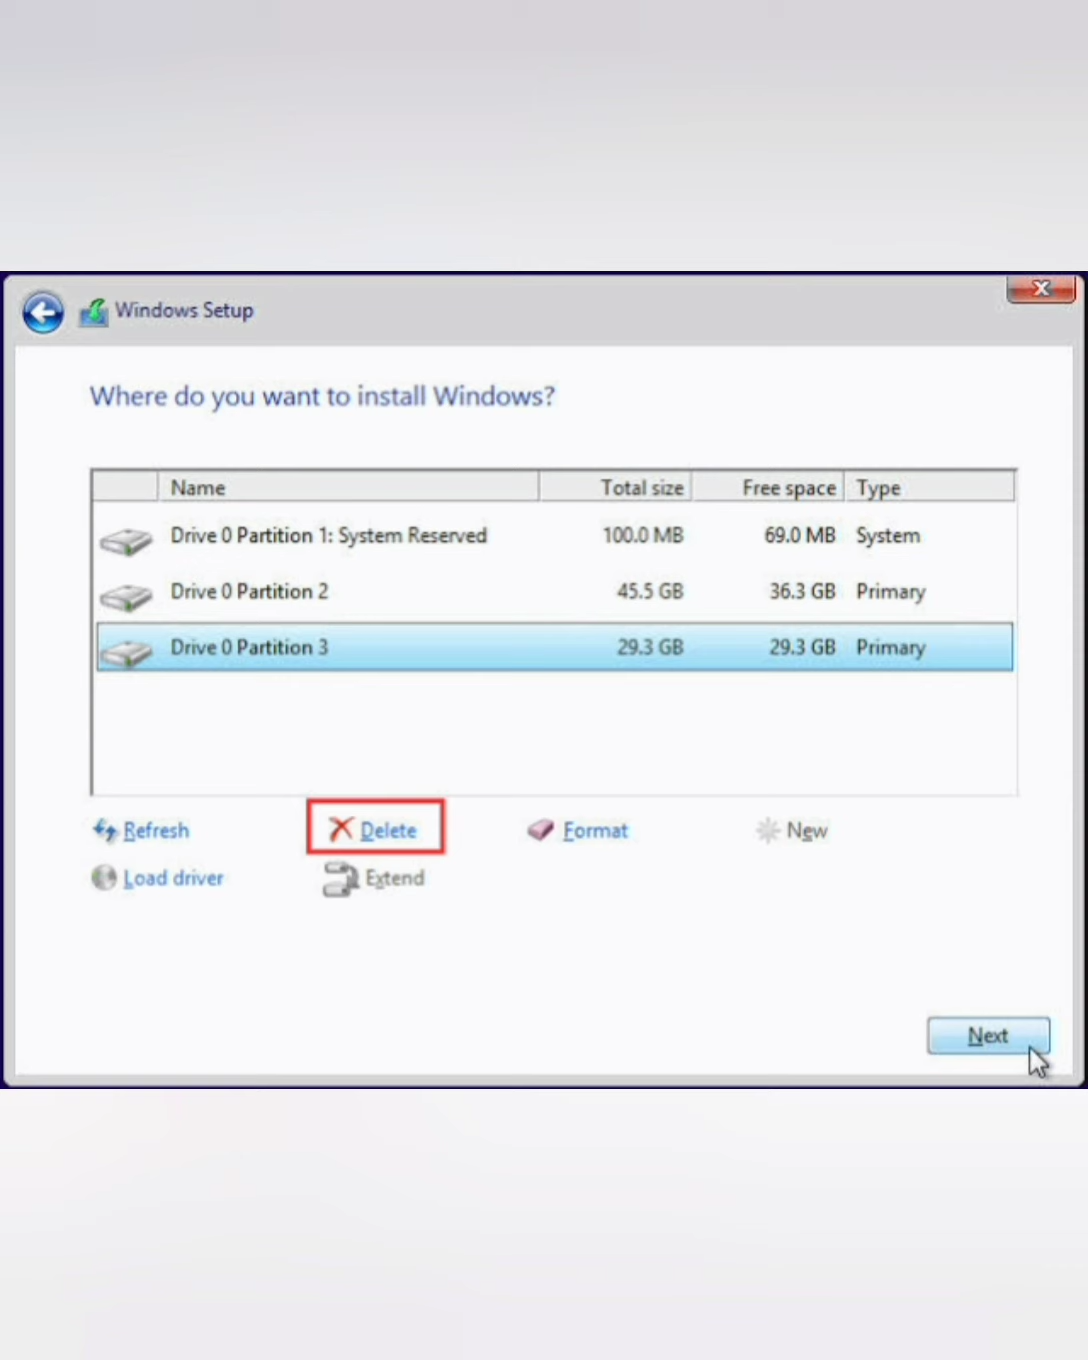 Windows Setup
Where do you want to install Windows?
Name Total size Free space Type
Drive 0 Partition 1: System Reserved 100.0 MB 69.0 MB System
Drive 0 Partition 2 45.5 GB 36.3 GB Primary
Drive 0 Partition 3 29.3 GB 29.3 GB Primary
Refresh Delete Format New
Load driver Extend
Next